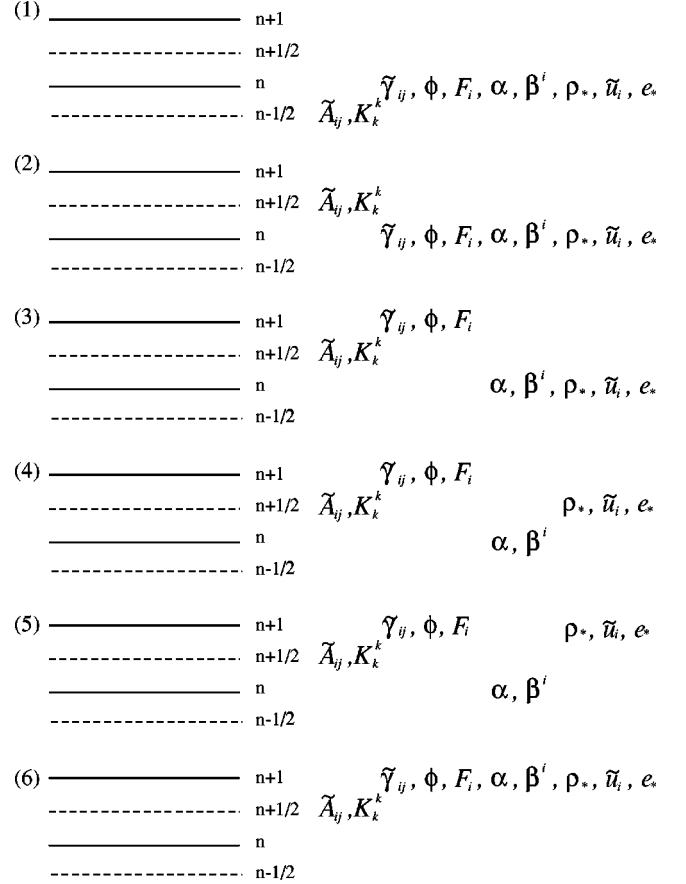 (1) n+1
n+1/2
n γ̃ij , ϕ, Fi , α, βi , ρ*, ũi , e*
n-1/2 Ãij ,Kkk
(2) n+1
n+1/2 Ãij ,Kkk
n γ̃ij , ϕ, Fi , α, βi , ρ*, ũi , e*
n-1/2
(3) n+1 γ̃ij , ϕ, Fi
n+1/2 Ãij ,Kkk
n α, βi , ρ*, ũi , e*
n-1/2
(4) n+1 γ̃ij , ϕ, Fi
n+1/2 Ãij ,Kkk ρ*, ũi , e*
n α, βi
n-1/2
(5) n+1 γ̃ij , ϕ, Fi ρ*, ũi, e*
n+1/2 Ãij ,Kkk
n α, βi
n-1/2
(6) n+1 γ̃ij , ϕ, Fi , α, βi , ρ*, ũi , e*
n+1/2 Ãij ,Kkk
n
n-1/2